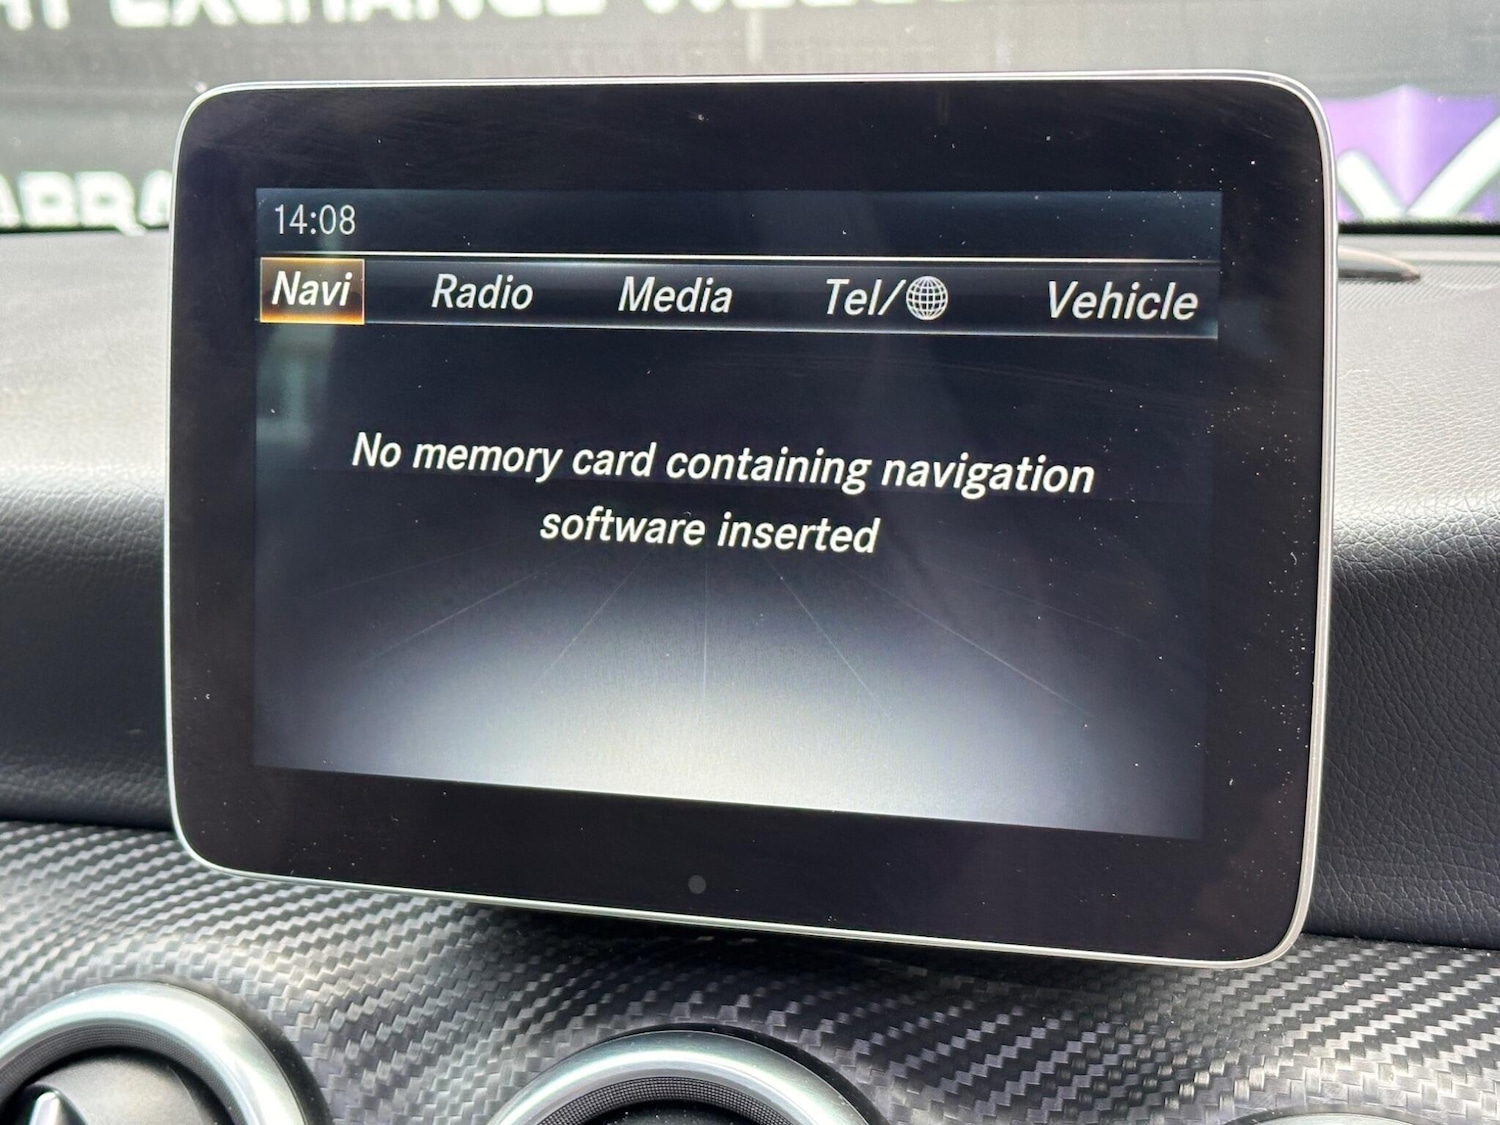 14:08
Navi Radio Media Tel/ Vehicle
No memory card containing navigation
software inserted